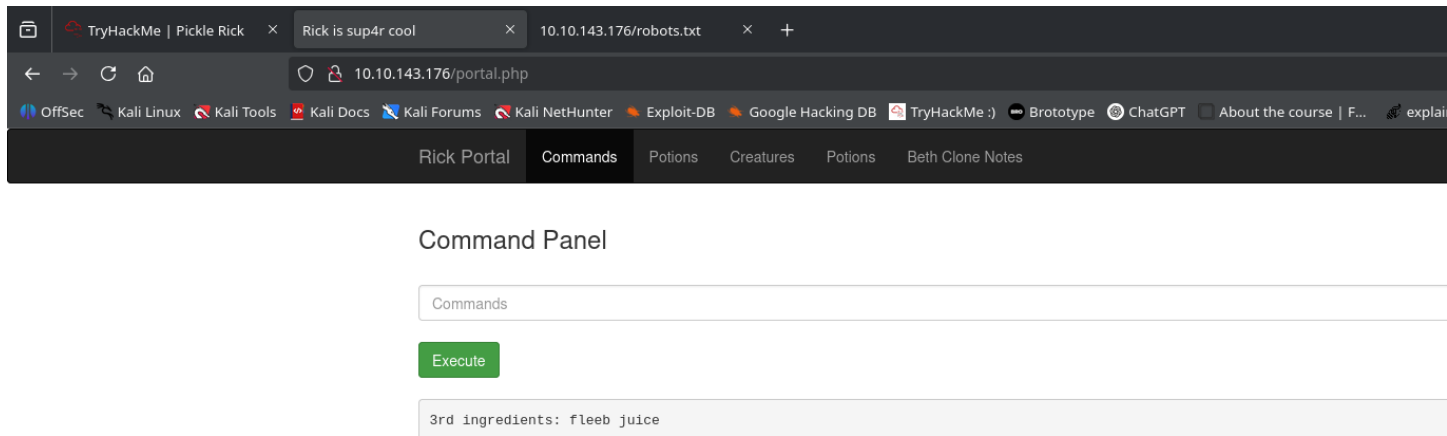 TryHackMe | Pickle Rick × Rick is sup4r cool × 10.10.143.176/robots.txt × +
10.10.143.176/portal.php
OffSec Kali Linux Kali Tools Kali Docs Kali Forums Kali NetHunter Exploit-DB Google Hacking DB TryHackMe :) Brototype ChatGPT About the course | F... explai
Rick Portal Commands Potions Creatures Potions Beth Clone Notes
Command Panel
Commands
Execute
3rd ingredients: fleeb juice